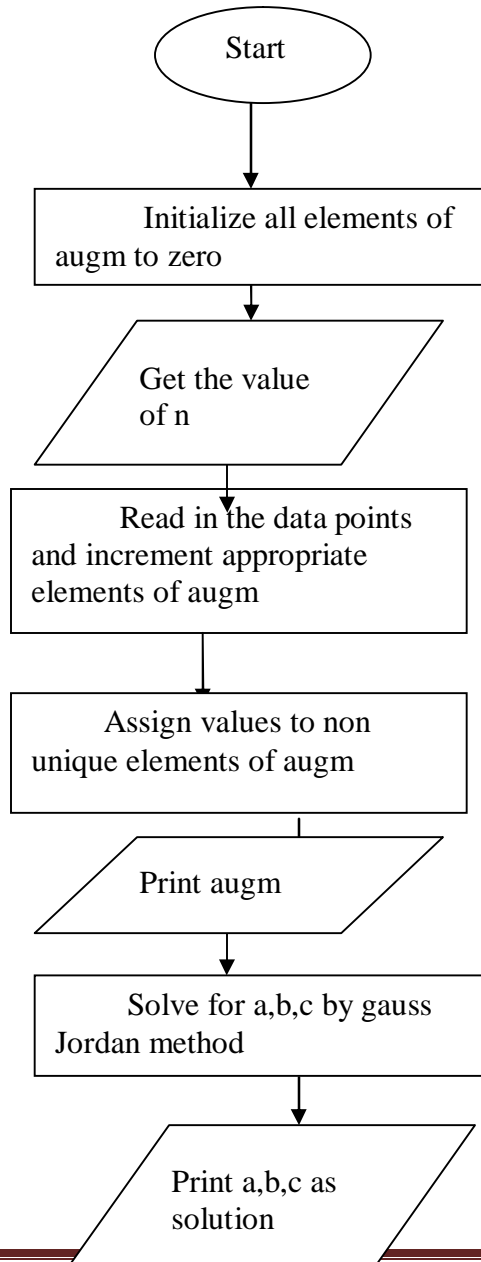 Start
Initialize all elements of
augm to zero
Get the value
of n
Read in the data points
and increment appropriate
elements of augm
Assign values to non
unique elements of augm
Print augm
Solve for a,b,c by gauss
Jordan method
Print a,b,c as
solution